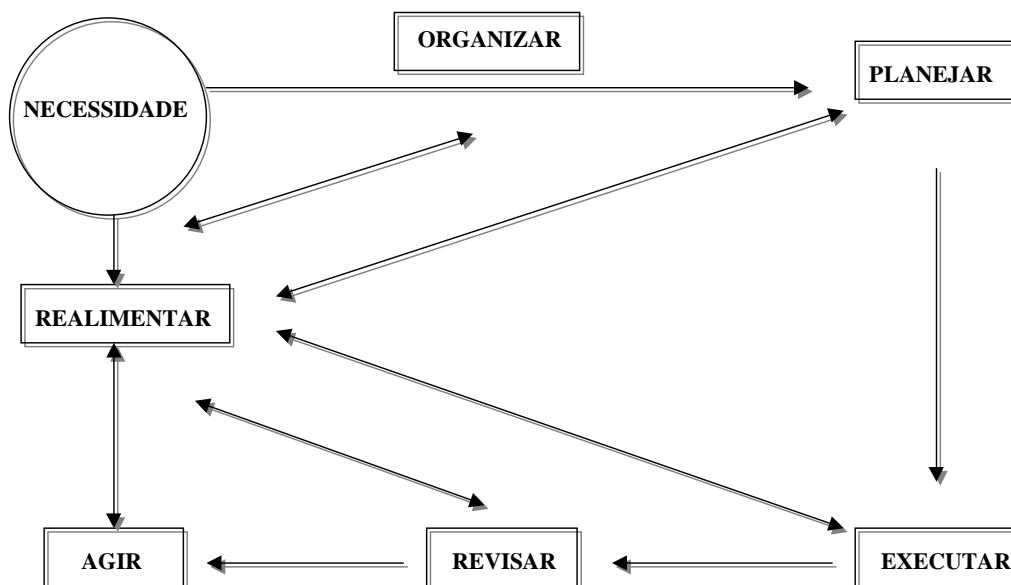 ORGANIZAR
PLANEJAR
NECESSIDADE
REALIMENTAR
AGIR
REVISAR
EXECUTAR